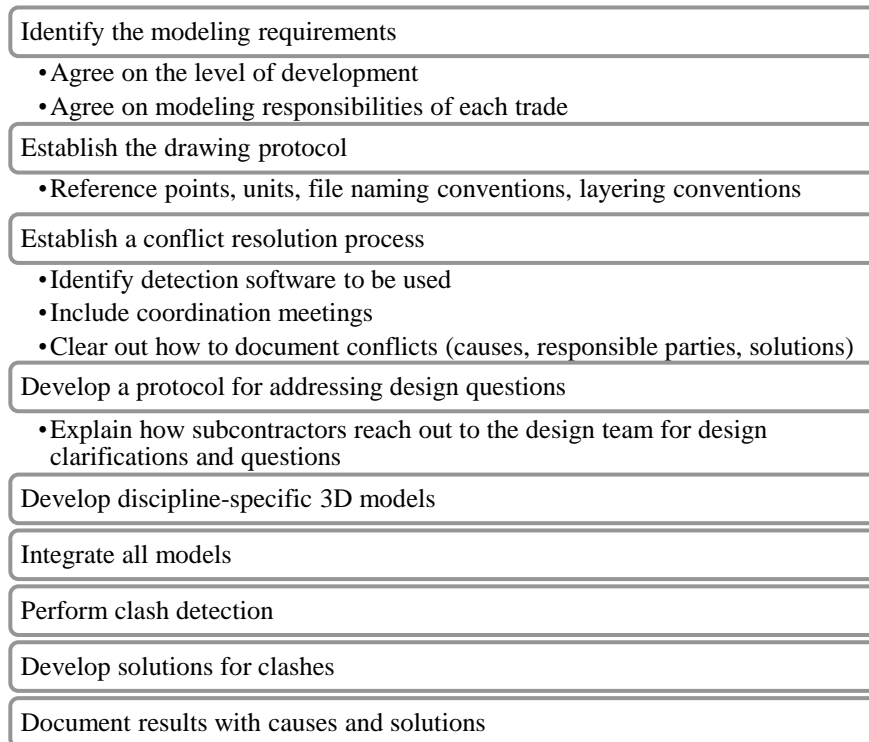 Identify the modeling requirements
•Agree on the level of development
•Agree on modeling responsibilities of each trade
Establish the drawing protocol
•Reference points, units, file naming conventions, layering conventions
Establish a conflict resolution process
•Identify detection software to be used
•Include coordination meetings
•Clear out how to document conflicts (causes, responsible parties, solutions)
Develop a protocol for addressing design questions
•Explain how subcontractors reach out to the design team for design
clarifications and questions
Develop discipline-specific 3D models
Integrate all models
Perform clash detection
Develop solutions for clashes
Document results with causes and solutions